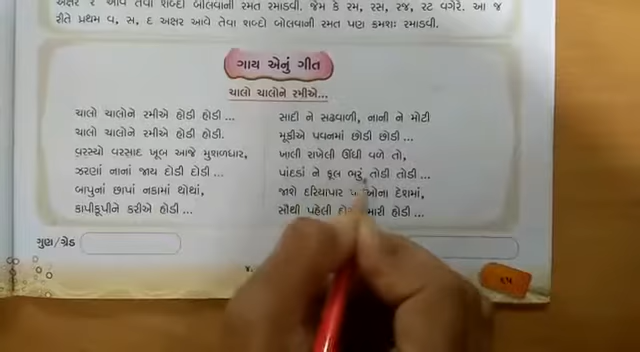 અક્ષર ર આવે તેવા શબ્દો બોલવાની રમત રમાડવી. જેમ કે રમ, રસ, રજ, રટ વગેરે. આ જ
રીતે પ્રથમ વ, સ, દ અક્ષર આવે તેવા શબ્દો બોલવાની રમત પણ ક્રમશઃ રમાડવી.
ગાય એનું ગીત
ચાલો ચાલોને રમીએ...
ચાલો ચાલોને રમીએ હોડી હોડી ...
ચાલો ચાલોને રમીએ હોડી હોડી.
વરસ્યો વરસાદ ખૂબ આજે મુશળધાર,
ઝરણાં નાનાં જાય દોડી દોડી ...
બાપુનાં છાપાં નકામાં થોથાં,
કાપીકૂપીને કરીએ હોડી ...
સાદી ને સઢવાળી, નાની ને મોટી
મૂકીએ પવનમાં છોડી છોડી ...
ખાલી રાખેલી ઊંધી વળે તો,
પાંદડાં ને ફૂલ ભરું તોડી તોડી ...
જાશે દરિયાપાર દેશમાં,
સૌથી પહેલી મારી હોડી ...
ગુણ/ગ્રેડ
૬૫